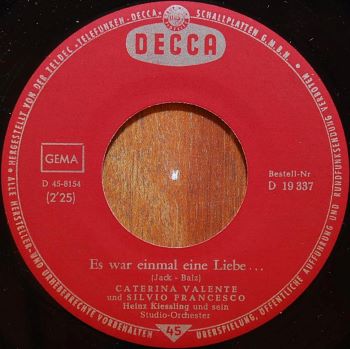 HERGESTELLT VON DER TELDEC „TELEFUNKEN-DECCA“ SCHALLPLATTEN G.M.B.H.
DECCA
GEMA
D 45-8154
(2'25)
Bestell-Nr
D 19 337
Es war einmal eine Liebe...
(Jack - Balz)
CATERINA VALENTE
und SILVIO FRANCESCO
Heinz Kiessling und sein
Studio-Orchester
45
ALLE HERSTELLER- UND URHEBERRECHTE VORBEHALTEN
ÜBERSPIELUNG, ÖFFENTLICHE AUFFÜHRUNG UND RUNDFUNKSENDUNG VERBOTEN